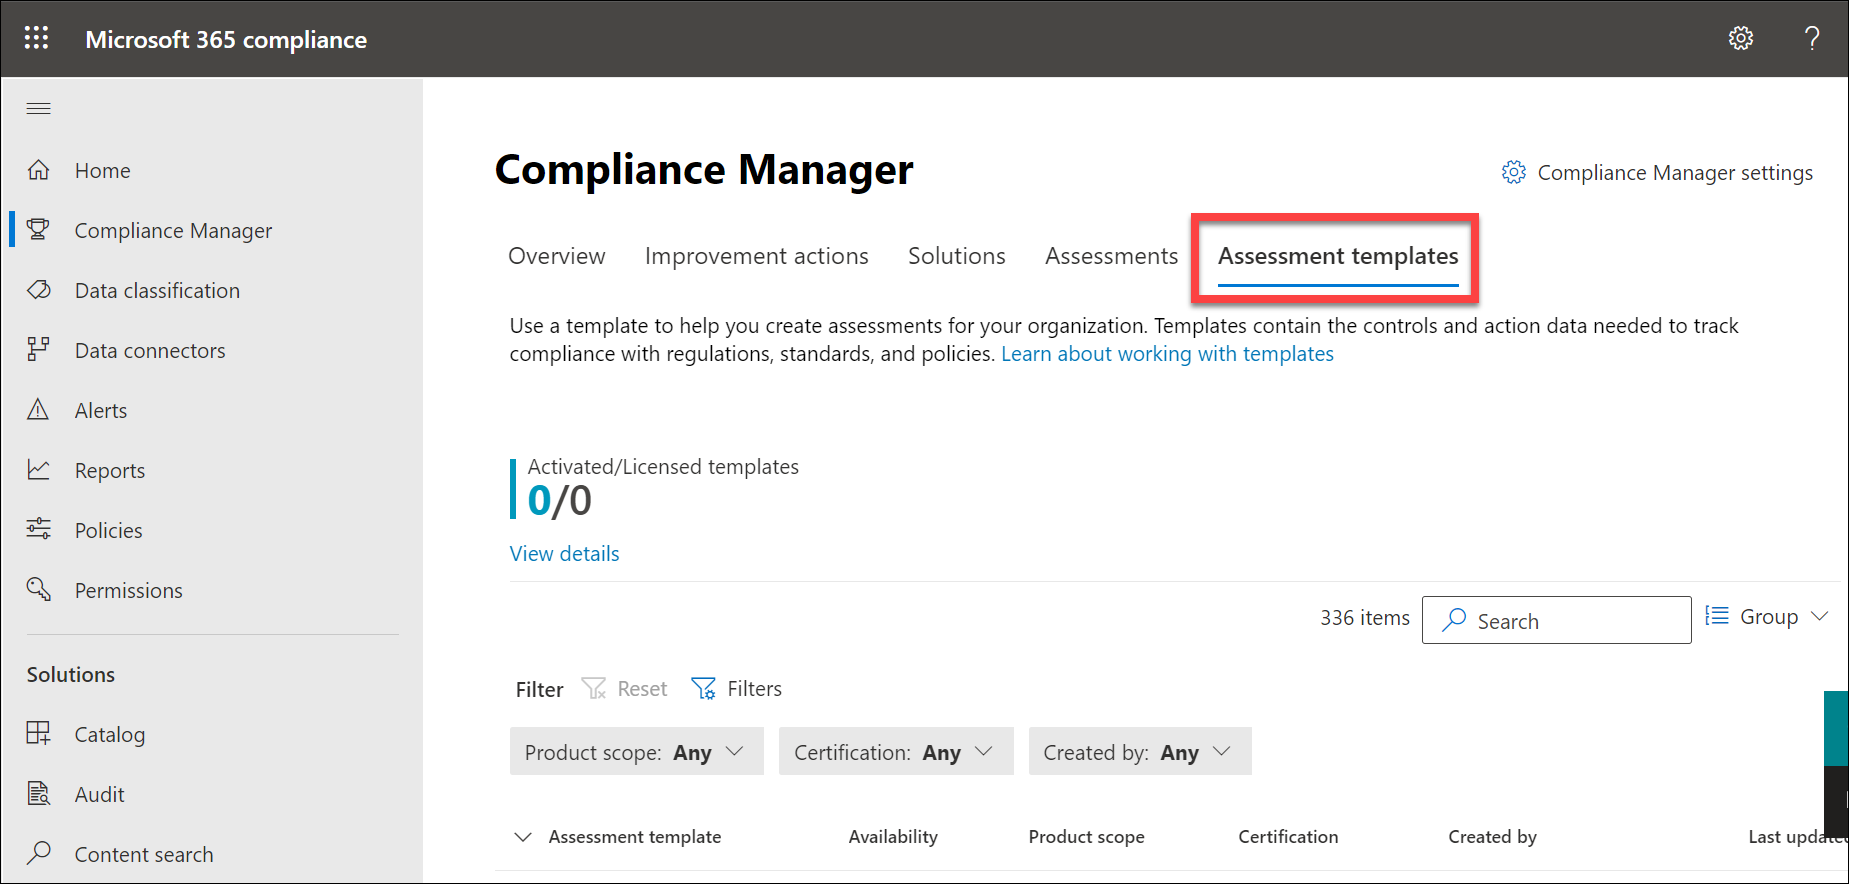 Microsoft 365 compliance
?
Home
Compliance Manager
Data classification
Data connectors
Alerts
Reports
Policies
Permissions
Solutions
Catalog
Audit
Content search
Compliance Manager
Compliance Manager settings
Overview Improvement actions Solutions Assessments Assessment templates
Use a template to help you create assessments for your organization. Templates contain the controls and action data needed to track
compliance with regulations, standards, and policies. Learn about working with templates
Activated/Licensed templates
0/0
View details
336 items Search Group
Filter Reset Filters
Product scope: Any Certification: Any Created by: Any
Assessment template Availability Product scope Certification Created by Last update